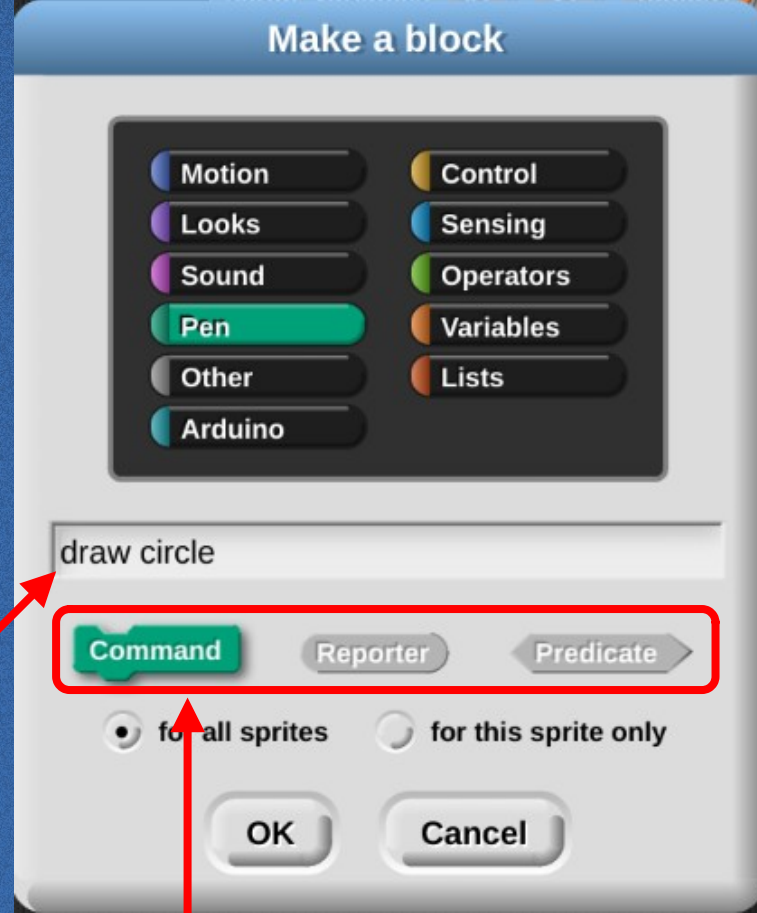 Make a block
Motion Control
Looks Sensing
Sound Operators
Pen Variables
Other Lists
Arduino
draw circle
Command Reporter Predicate
for all sprites for this sprite only
OK Cancel